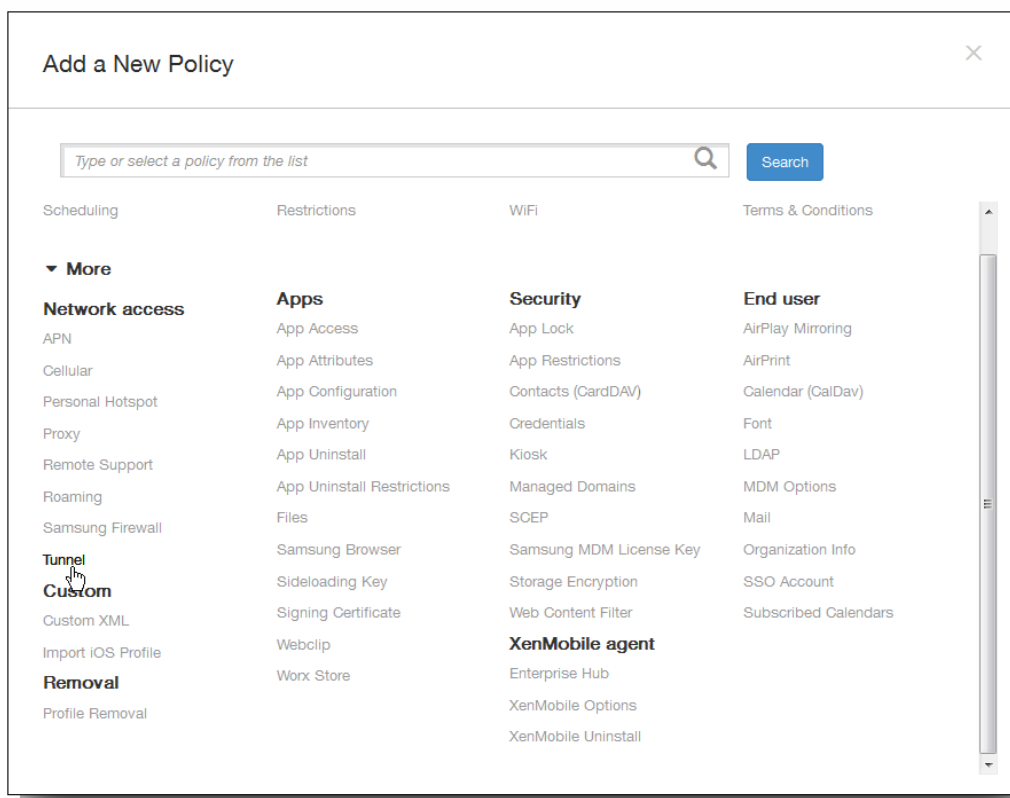 Add a New Policy
Type or select a policy from the list
Search
Scheduling
Restrictions
WiFi
Terms & Conditions
More
Network access
APN
Cellular
Personal Hotspot
Proxy
Remote Support
Roaming
Samsung Firewall
Tunnel
Custom
Custom XML
Import iOS Profile
Removal
Profile Removal
Apps
App Access
App Attributes
App Configuration
App Inventory
App Uninstall
App Uninstall Restrictions
Files
Samsung Browser
Sideloading Key
Signing Certificate
Webclip
Worx Store
Security
App Lock
App Restrictions
Contacts (CardDAV)
Credentials
Kiosk
Managed Domains
SCEP
Samsung MDM License Key
Storage Encryption
Web Content Filter
XenMobile agent
Enterprise Hub
XenMobile Options
XenMobile Uninstall
End user
AirPlay Mirroring
AirPrint
Calendar (CalDav)
Font
LDAP
MDM Options
Mail
Organization Info
SSO Account
Subscribed Calendars